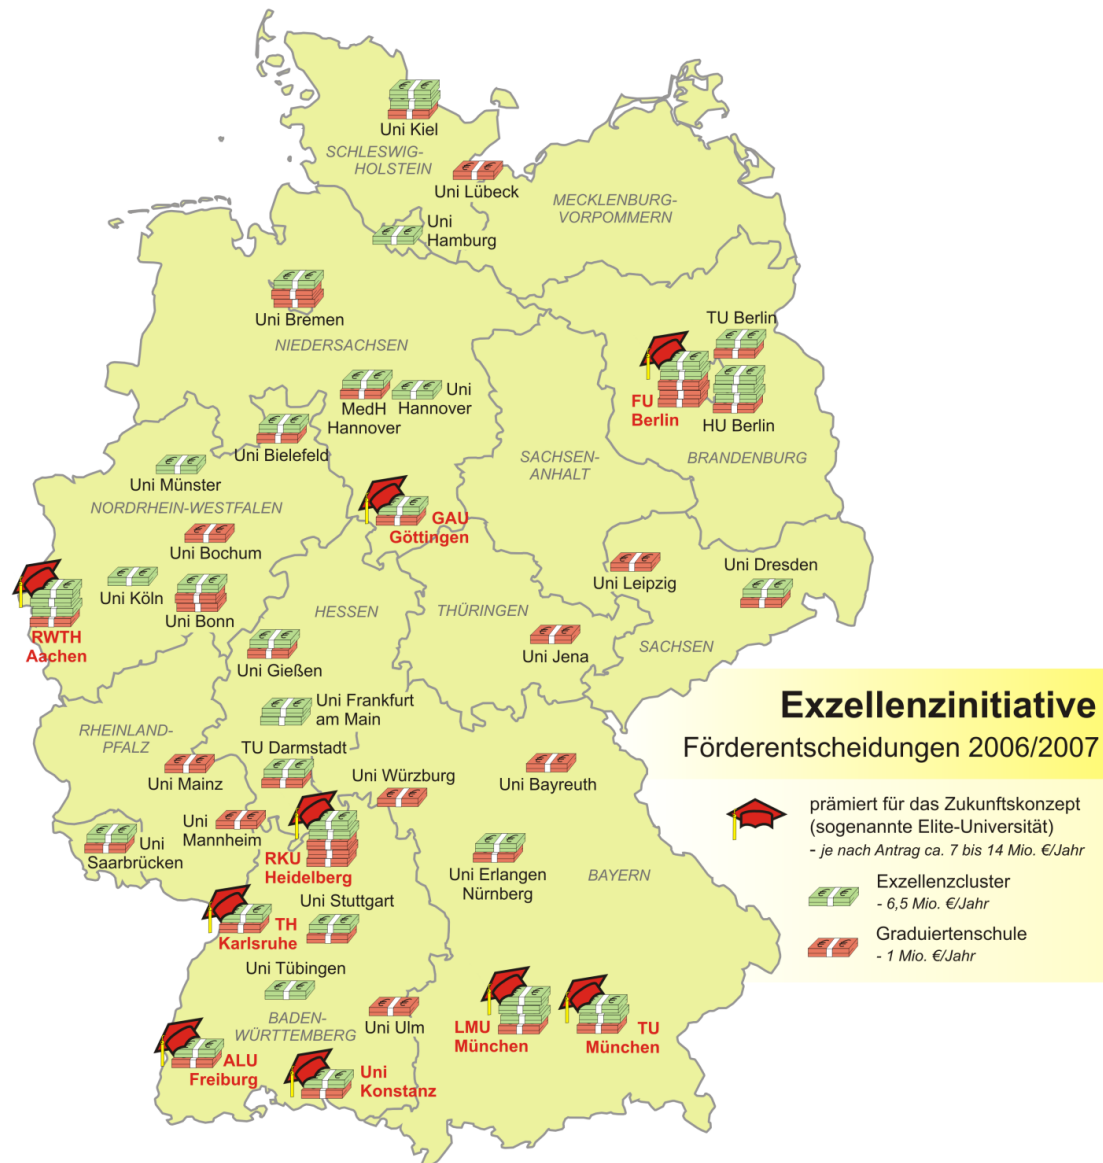 Uni Kiel
SCHLESWIG-
HOLSTEIN
Uni Lübeck
MECKLENBURG-
VORPOMMERN
Uni
Hamburg
Uni Bremen
NIEDERSACHSEN
TU Berlin
FU
Berlin
HU Berlin
BRANDENBURG
MedH
Hannover
Uni
Hannover
Uni Bielefeld
SACHSEN-
ANHALT
Uni Münster
NORDRHEIN-WESTFALEN
GAU
Göttingen
Uni Bochum
Uni Leipzig
Uni Dresden
Uni Köln
Uni Bonn
HESSEN
THÜRINGEN
RWTH
Aachen
Uni Gießen
Uni Jena
SACHSEN
Uni Frankfurt
am Main
RHEINLAND-
PFALZ
TU Darmstadt
Uni Mainz
Uni Würzburg
Uni Bayreuth
Uni
Mannheim
Uni
Saarbrücken
RKU
Heidelberg
Uni Erlangen
Nürnberg
BAYERN
Uni Stuttgart
TH
Karlsruhe
Uni Tübingen
BADEN-
WÜRTTEMBERG
Uni Ulm
LMU
München
TU
München
ALU
Freiburg
Uni
Konstanz
Exzellenzinitiative
Förderentscheidungen 2006/2007
prämiert für das Zukunftskonzept
(sogenannte Elite-Universität)
- je nach Antrag ca. 7 bis 14 Mio. €/Jahr
Exzellenzcluster
- 6,5 Mio. €/Jahr
Graduiertenschule
- 1 Mio. €/Jahr